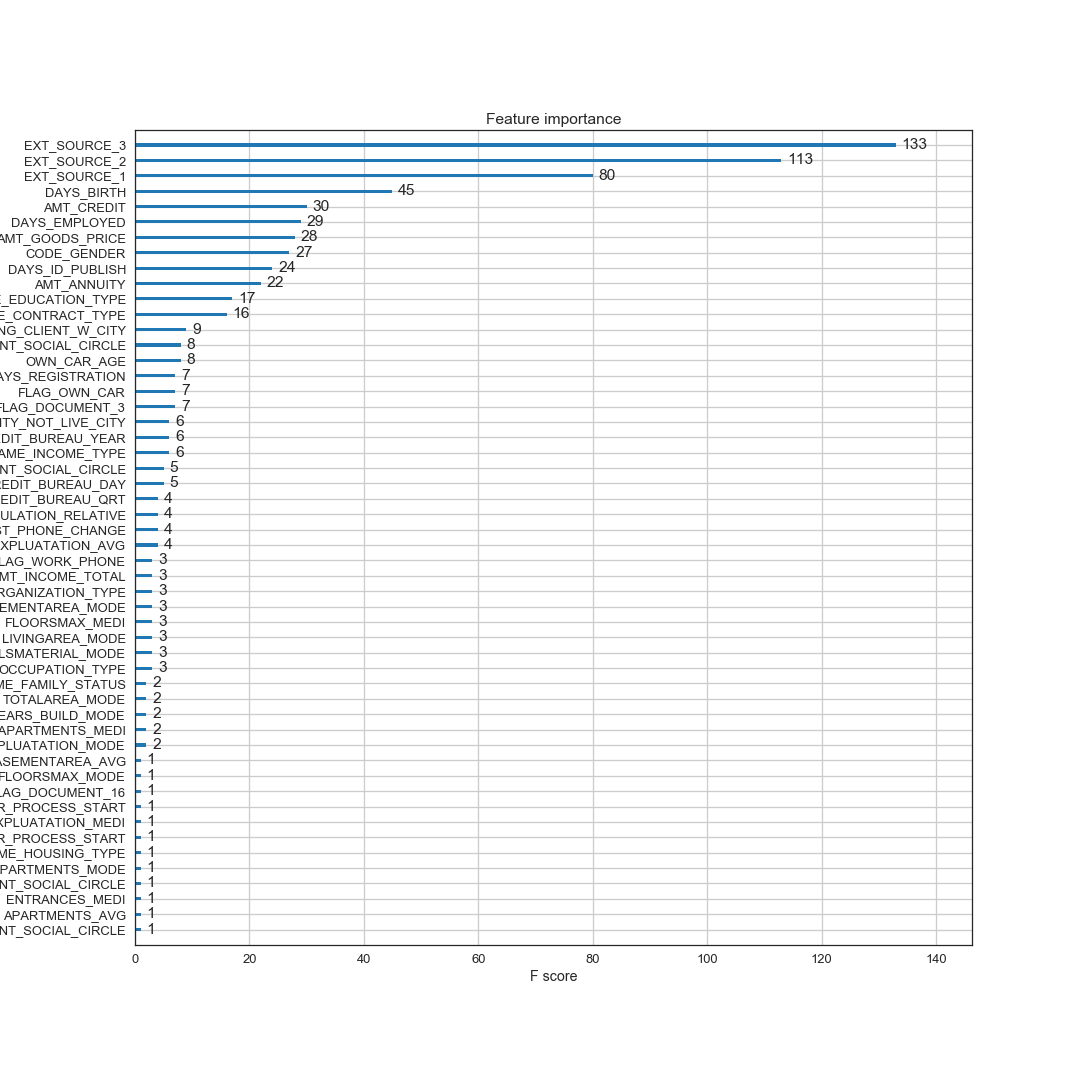 Feature importance
EXT_SOURCE_3 133
EXT_SOURCE_2 113
EXT_SOURCE_1 80
DAYS_BIRTH 45
AMT_CREDIT 30
DAYS_EMPLOYED 29
AMT_GOODS_PRICE 28
CODE_GENDER 27
DAYS_ID_PUBLISH 24
AMT_ANNUITY 22
E_EDUCATION_TYPE 17
E_CONTRACT_TYPE 16
NG_CLIENT_W_CITY 9
NT_SOCIAL_CIRCLE 8
OWN_CAR_AGE 8
AYS_REGISTRATION 7
FLAG_OWN_CAR 7
FLAG_DOCUMENT_3 7
ITY_NOT_LIVE_CITY 6
EDIT_BUREAU_YEAR 6
AME_INCOME_TYPE 6
NT_SOCIAL_CIRCLE 5
REDIT_BUREAU_DAY 5
EDIT_BUREAU_QRT 4
ULATION_RELATIVE 4
ST_PHONE_CHANGE 4
XPLUATATION_AVG 4
LAG_WORK_PHONE 3
MT_INCOME_TOTAL 3
RGANIZATION_TYPE 3
EMENTAREA_MODE 3
FLOORSMAX_MEDI 3
LIVINGAREA_MODE 3
LSMATERIAL_MODE 3
OCCUPATION_TYPE 3
ME_FAMILY_STATUS 2
TOTALAREA_MODE 2
EARS_BUILD_MODE 2
APARTMENTS_MEDI 2
PLUATATION_MODE 2
ASEMENTAREA_AVG 1
FLOORSMAX_MODE 1
LAG_DOCUMENT_16 1
R_PROCESS_START 1
XPLUATATION_MEDI 1
R_PROCESS_START 1
ME_HOUSING_TYPE 1
PARTMENTS_MODE 1
NT_SOCIAL_CIRCLE 1
ENTRANCES_MEDI 1
APARTMENTS_AVG 1
NT_SOCIAL_CIRCLE 1
0 20 40 60 80 100 120 140
F score